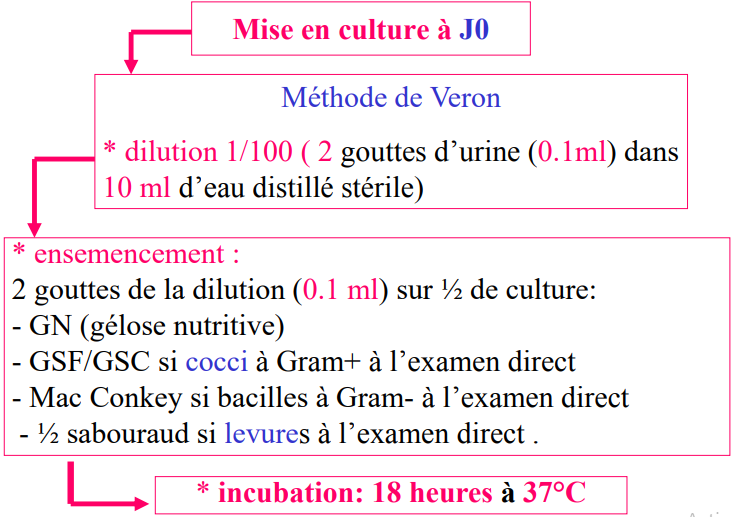 Mise en culture à J0
Méthode de Veron
* dilution 1/100 ( 2 gouttes d’urine (0.1ml) dans
10 ml d’eau distillé stérile)
* ensemencement :
2 gouttes de la dilution (0.1 ml) sur ½ de culture:
- GN (gélose nutritive)
- GSF/GSC si cocci à Gram+ à l’examen direct
- Mac Conkey si bacilles à Gram- à l’examen direct
- ½ sabouraud si levures à l’examen direct .
* incubation: 18 heures à 37°C